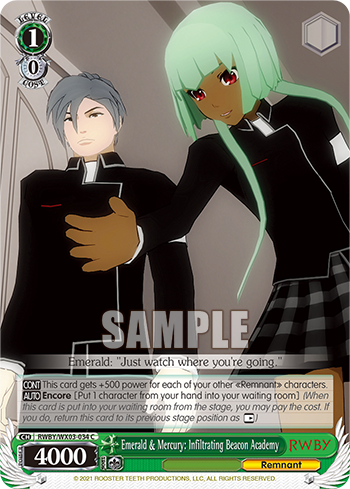 LEVEL
1
0
COST
SAMPLE
Emerald: "Just watch where you're going."
CONT This card gets +500 power for each of your other «Remnant» characters.
AUTO Encore [Put 1 character from your hand into your waiting room] (When
this card is put into your waiting room from the stage, you may pay the cost. If
you do, return this card to its previous stage position as REST)
CH RWBY/WX03-034 C
Emerald & Mercury: Infiltrating Beacon Academy
RWBY
POWER
4000
Remnant
© 2021 ROOSTER TEETH PRODUCTIONS, LLC, ALL RIGHTS RESERVED.